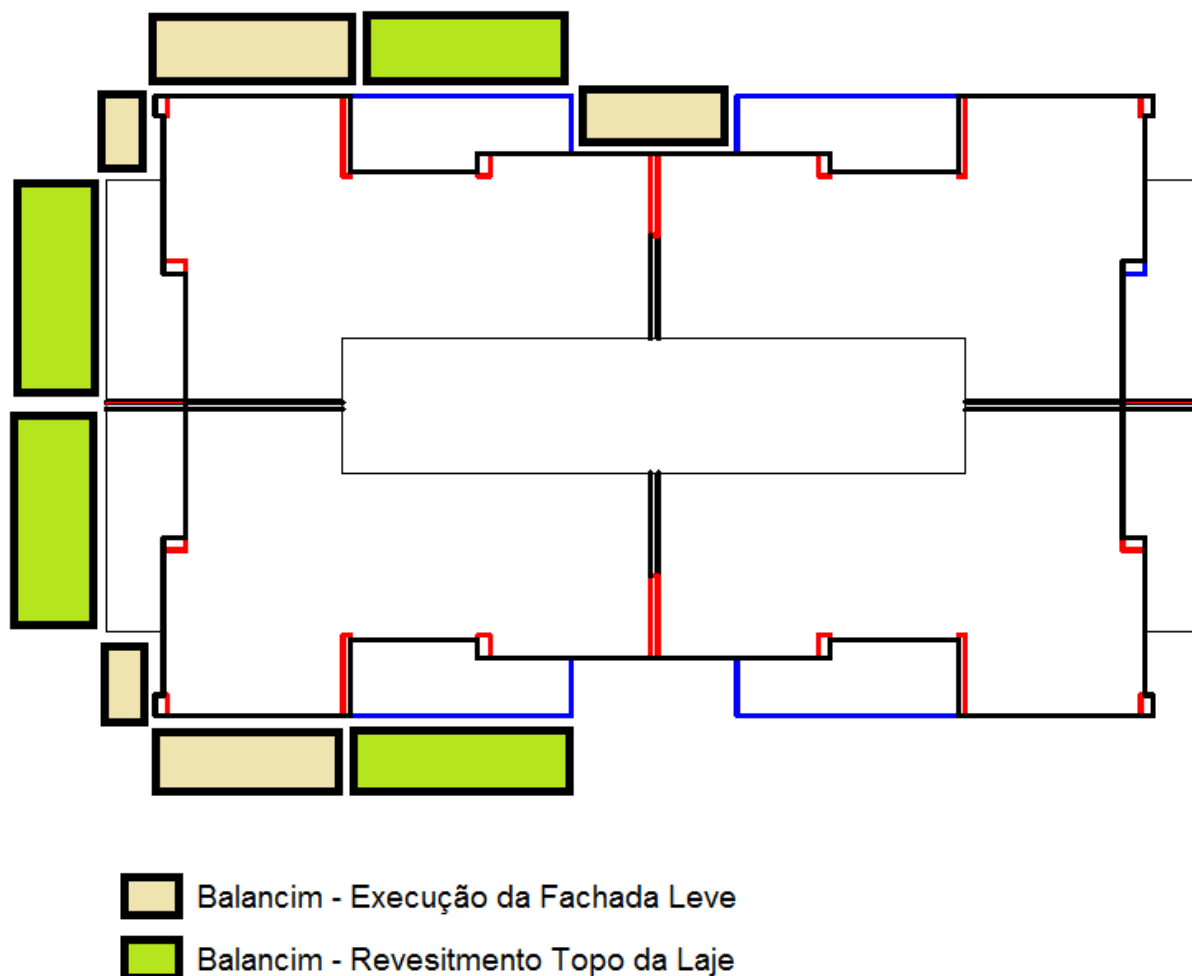 Balancim - Execução da Fachada Leve
Balancim - Revesitmento Topo da Laje